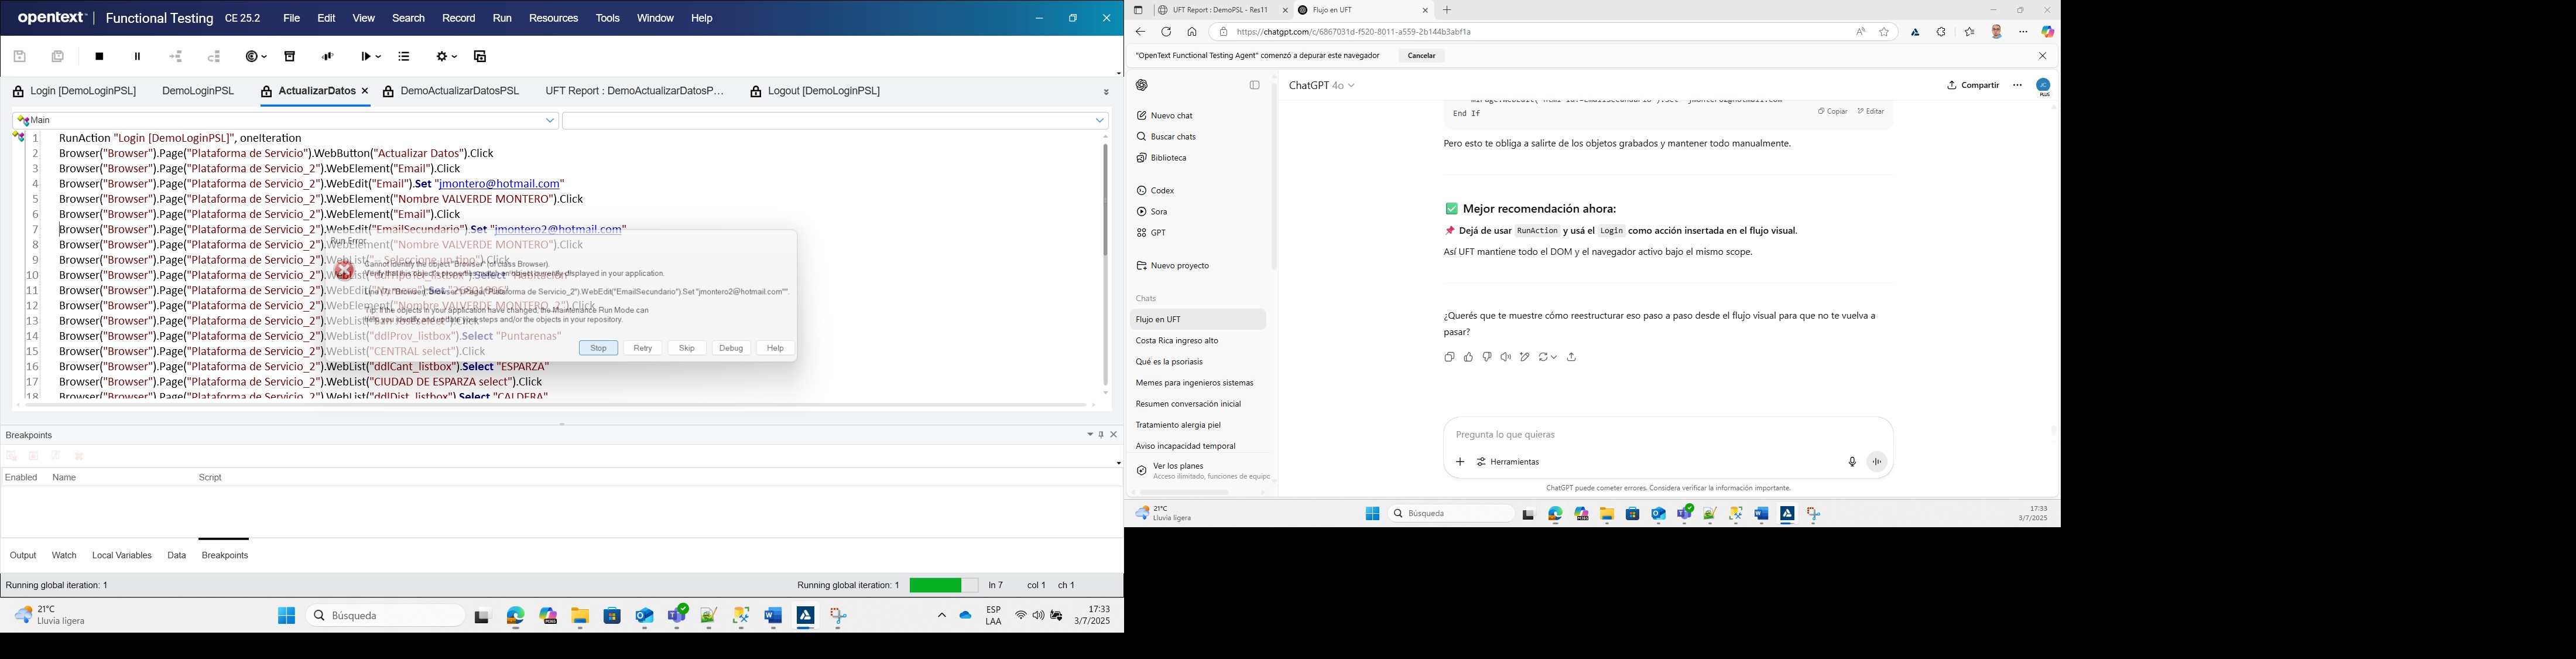 opentext | Functional Testing CE 25.2 File Edit View Search Record Run Resources Tools Window Help
Login [DemoLoginPSL] DemoLoginPSL ActualizarDatos DemoActualizarDatosPSL UFT Report : DemoActualizarDatosP... Logout [DemoLoginPSL]
Main
1 RunAction "Login [DemoLoginPSL]", oneIteration
2 Browser("Browser").Page("Plataforma de Servicio").WebButton("Actualizar Datos").Click
3 Browser("Browser").Page("Plataforma de Servicio_2").WebElement("Email").Click
4 Browser("Browser").Page("Plataforma de Servicio_2").WebEdit("Email").Set "jmontero@hotmail.com"
5 Browser("Browser").Page("Plataforma de Servicio_2").WebElement("Nombre VALVERDE MONTERO").Click
6 Browser("Browser").Page("Plataforma de Servicio_2").WebElement("Email").Click
7 Browser("Browser").Page("Plataforma de Servicio_2").WebEdit("EmailSecundario").Set "jmontero2@hotmail.com"
8 Browser("Browser").Page("Plataforma de Servicio_2").WebElement("Nombre VALVERDE MONTERO").Click
9 Browser("Browser").Page("Plataforma de Servicio_2").WebList("... Seleccione un tipo").Click
10 Browser("Browser").Page("Plataforma de Servicio_2").WebList("ddlTipoTel_listbox").Select "Habitación"
11 Browser("Browser").Page("Plataforma de Servicio_2").WebEdit("Numero").Set
12 Browser("Browser").Page("Plataforma de Servicio_2").WebElement("Nombre VALVERDE MONTERO_2").Click
13 Browser("Browser").Page("Plataforma de Servicio_2").WebList("San José select").Click
14 Browser("Browser").Page("Plataforma de Servicio_2").WebList("ddlProv_listbox").Select "Puntarenas"
15 Browser("Browser").Page("Plataforma de Servicio_2").WebList("CENTRAL select").Click
16 Browser("Browser").Page("Plataforma de Servicio_2").WebList("ddlCant_listbox").Select "ESPARZA"
17 Browser("Browser").Page("Plataforma de Servicio_2").WebList("CIUDAD DE ESPARZA select").Click
18 Browser("Browser").Page("Plataforma de Servicio_2").WebList("ddlDist_listbox").Select "CALDERA"
Run Error
Cannot identify the object "Browser" (of class Browser).
Verify that this object's properties match an object currently displayed in your application.
Line (7): "Browser("Browser").Page("Plataforma de Servicio_2").WebEdit("EmailSecundario").Set "jmontero2@hotmail.com"".
Tip: If the objects in your application have changed, the Maintenance Run Mode can
help you identify and update your steps and/or the objects in your repository.
Stop Retry Skip Debug Help
Breakpoints
Enabled Name Script
Output Watch Local Variables Data Breakpoints
Running global iteration: 1 Running global iteration: 1 ln 7 col 1 ch 1
21°C
Lluvia ligera
Búsqueda
ESP
LAA
17:33
3/7/2025
UFT Report : DemoPSL - Res11 Flujo en UFT
https://chatgpt.com/c/6867031d-f520-8011-a559-2b144b3abf1a
"OpenText Functional Testing Agent" comenzó a depurar este navegador Cancelar
ChatGPT 4o Compartir
PLUS
Nuevo chat
Buscar chats
Biblioteca
Codex
Sora
GPT
Nuevo proyecto
Chats
Flujo en UFT
Costa Rica ingreso alto
Qué es la psoriasis
Memes para ingenieros sistemas
Resumen conversación inicial
Tratamiento alergia piel
Aviso incapacidad temporal
Ver los planes
Acceso ilimitado, funciones de equipo
End If
Copiar Editar
Pero esto te obliga a salirte de los objetos grabados y mantener todo manualmente.
✅ Mejor recomendación ahora:
📌 Dejá de usar RunAction y usá el Login como acción insertada en el flujo visual.
Así UFT mantiene todo el DOM y el navegador activo bajo el mismo scope.
¿Querés que te muestre cómo reestructurar eso paso a paso desde el flujo visual para que no te vuelva a
pasar?
Pregunta lo que quieras
Herramientas
ChatGPT puede cometer errores. Considera verificar la información importante.
21°C
Lluvia ligera
Búsqueda
17:33
3/7/2025